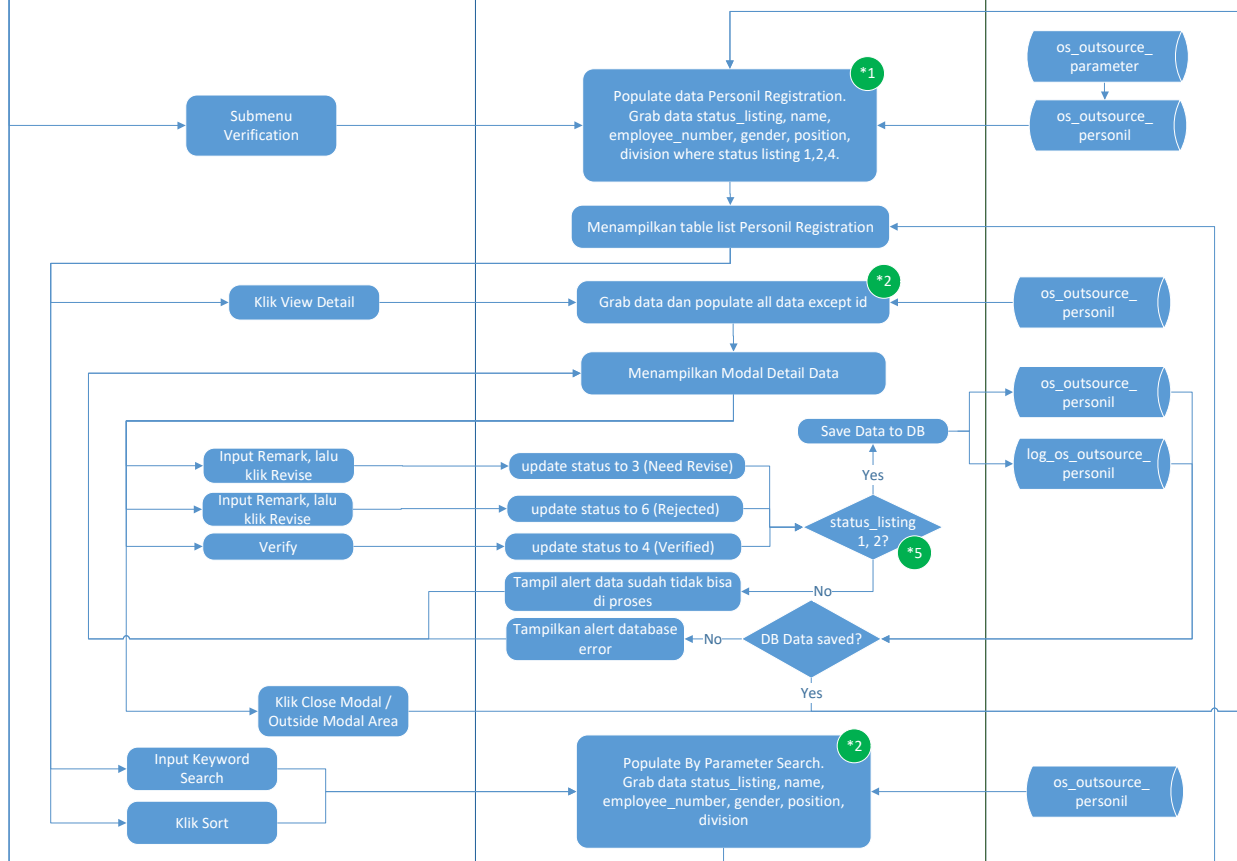 os_outsource_
parameter
*1
Populate data Personil Registration.
Grab data status_listing, name,
employee_number, gender, position,
division where status listing 1,2,4.
Submenu
Verification
os_outsource_
personil
Menampilkan table list Personil Registration
*2
Klik View Detail
Grab data dan populate all data except id
os_outsource_
personil
Menampilkan Modal Detail Data
os_outsource_
personil
Save Data to DB
Input Remark, lalu
klik Revise
update status to 3 (Need Revise)
Yes
log_os_outsource_
personil
Input Remark, lalu
klik Revise
update status to 6 (Rejected)
status_listing
1, 2?
*5
Verify
update status to 4 (Verified)
Tampil alert data sudah tidak bisa
di proses
No
Tampilkan alert database
error
No
DB Data saved?
Yes
Klik Close Modal /
Outside Modal Area
*2
Input Keyword
Search
Populate By Parameter Search.
Grab data status_listing, name,
employee_number, gender, position,
division
os_outsource_
personil
Klik Sort